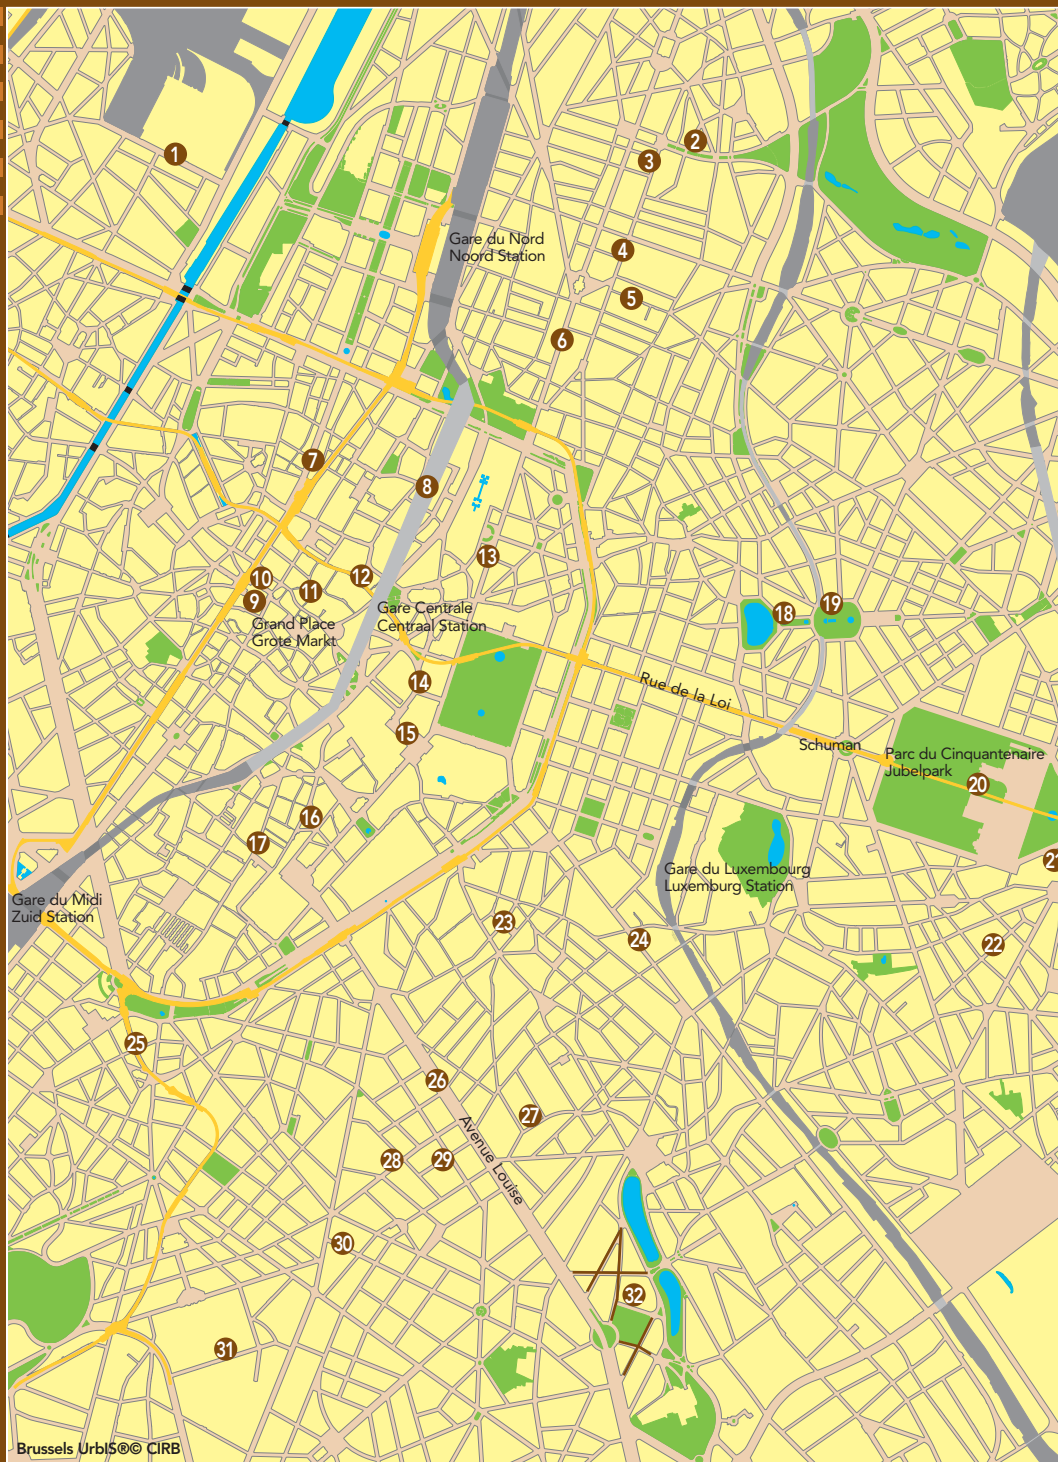 1
2
3
Gare du Nord
Noord Station
4
5
6
7
8
13
12
10
11
9
Gare Centrale
Centraal Station
Grand Place
Grote Markt
18
19
14
Rue de la Loi
15
Schuman
Parc du Cinquantenaire
Jubelpark
20
16
17
21
Gare du Luxembourg
Luxemburg Station
Gare du Midi
Zuid Station
23
24
22
25
26
27
Avenue Louise
28
29
30
32
31
Brussels UrbIS®© CIRB